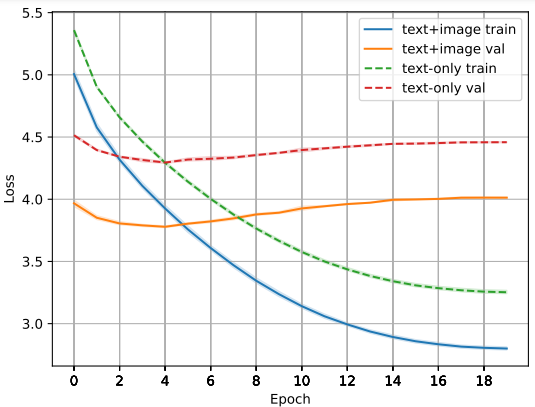 5.5
5.0
4.5
4.0
3.5
3.0
Loss
text+image train
text+image val
text-only train
text-only val
0 2 4 6 8 10 12 14 16 18
Epoch